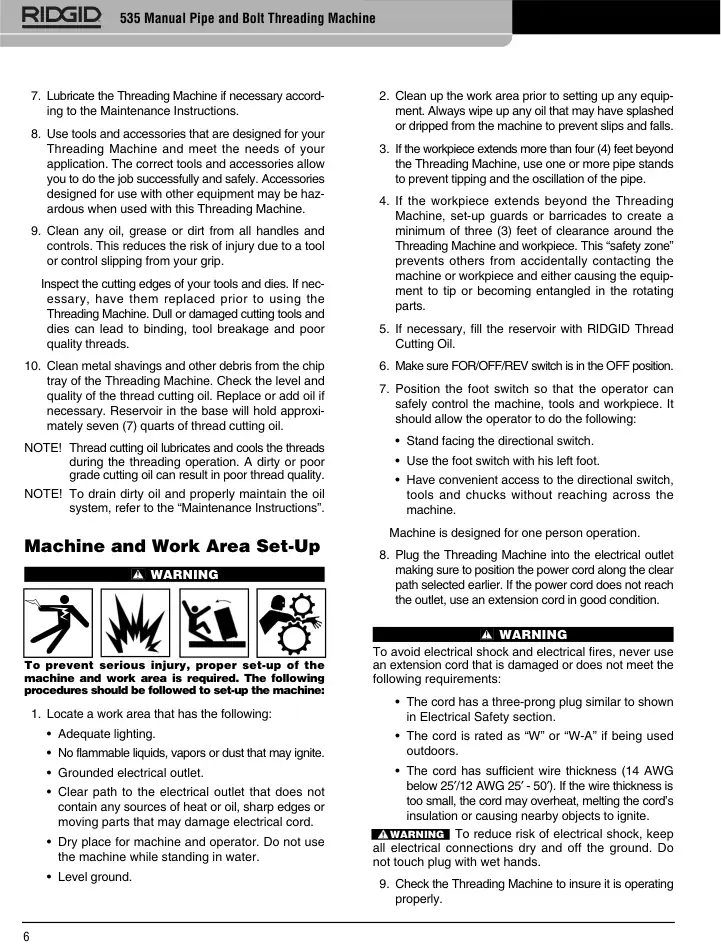 RIDGID 535 Manual Pipe and Bolt Threading Machine
7. Lubricate the Threading Machine if necessary accord-
ing to the Maintenance Instructions.
8. Use tools and accessories that are designed for your
Threading Machine and meet the needs of your
application. The correct tools and accessories allow
you to do the job successfully and safely. Accessories
designed for use with other equipment may be haz-
ardous when used with this Threading Machine.
9. Clean any oil, grease or dirt from all handles and
controls. This reduces the risk of injury due to a tool
or control slipping from your grip.
Inspect the cutting edges of your tools and dies. If nec-
essary, have them replaced prior to using the
Threading Machine. Dull or damaged cutting tools and
dies can lead to binding, tool breakage and poor
quality threads.
10. Clean metal shavings and other debris from the chip
tray of the Threading Machine. Check the level and
quality of the thread cutting oil. Replace or add oil if
necessary. Reservoir in the base will hold approxi-
mately seven (7) quarts of thread cutting oil.
NOTE! Thread cutting oil lubricates and cools the threads
during the threading operation. A dirty or poor
grade cutting oil can result in poor thread quality.
NOTE! To drain dirty oil and properly maintain the oil
system, refer to the “Maintenance Instructions”.
Machine and Work Area Set-Up
WARNING
To prevent serious injury, proper set-up of the
machine and work area is required. The following
procedures should be followed to set-up the machine:
1. Locate a work area that has the following:
• Adequate lighting.
• No flammable liquids, vapors or dust that may ignite.
• Grounded electrical outlet.
• Clear path to the electrical outlet that does not
contain any sources of heat or oil, sharp edges or
moving parts that may damage electrical cord.
• Dry place for machine and operator. Do not use
the machine while standing in water.
• Level ground.
2. Clean up the work area prior to setting up any equip-
ment. Always wipe up any oil that may have splashed
or dripped from the machine to prevent slips and falls.
3. If the workpiece extends more than four (4) feet beyond
the Threading Machine, use one or more pipe stands
to prevent tipping and the oscillation of the pipe.
4. If the workpiece extends beyond the Threading
Machine, set-up guards or barricades to create a
minimum of three (3) feet of clearance around the
Threading Machine and workpiece. This “safety zone”
prevents others from accidentally contacting the
machine or workpiece and either causing the equip-
ment to tip or becoming entangled in the rotating
parts.
5. If necessary, fill the reservoir with RIDGID Thread
Cutting Oil.
6. Make sure FOR/OFF/REV switch is in the OFF position.
7. Position the foot switch so that the operator can
safely control the machine, tools and workpiece. It
should allow the operator to do the following:
• Stand facing the directional switch.
• Use the foot switch with his left foot.
• Have convenient access to the directional switch,
tools and chucks without reaching across the
machine.
Machine is designed for one person operation.
8. Plug the Threading Machine into the electrical outlet
making sure to position the power cord along the clear
path selected earlier. If the power cord does not reach
the outlet, use an extension cord in good condition.
WARNING
To avoid electrical shock and electrical fires, never use
an extension cord that is damaged or does not meet the
following requirements:
• The cord has a three-prong plug similar to shown
in Electrical Safety section.
• The cord is rated as “W” or “W-A” if being used
outdoors.
• The cord has sufficient wire thickness (14 AWG
below 25′/12 AWG 25′ - 50′). If the wire thickness is
too small, the cord may overheat, melting the cord’s
insulation or causing nearby objects to ignite.
WARNING To reduce risk of electrical shock, keep
all electrical connections dry and off the ground. Do
not touch plug with wet hands.
9. Check the Threading Machine to insure it is operating
properly.
6